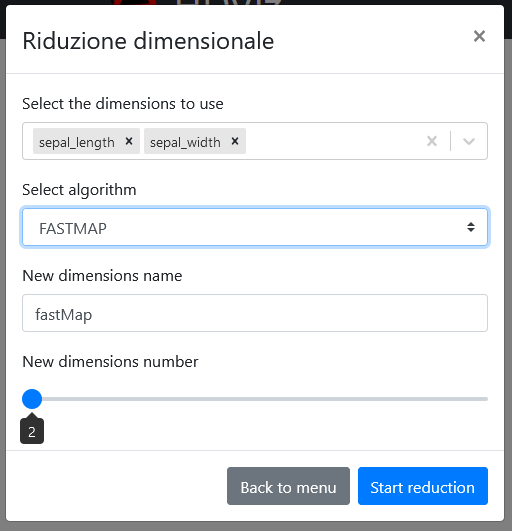 Riduzione dimensionale ×
Select the dimensions to use
sepal_length × sepal_width ×
Select algorithm
FASTMAP
New dimensions name
fastMap
New dimensions number
2
Back to menu Start reduction